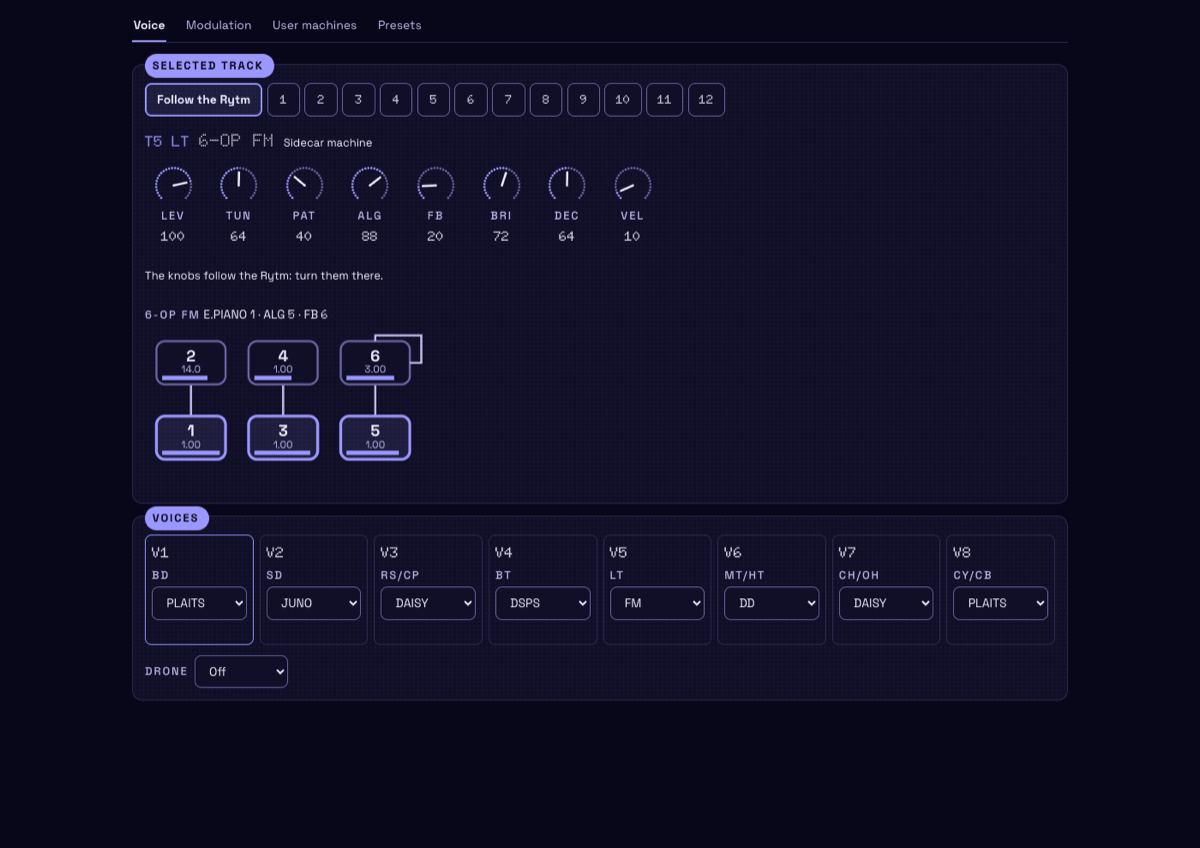 Voice Modulation User machines Presets
SELECTED TRACK
Follow the Rytm 1 2 3 4 5 6 7 8 9 10 11 12
T5 LT 6-OP FM Sidecar machine
LEV TUN PAT ALG FB BRI DEC VEL
100 64 40 88 20 72 64 10
The knobs follow the Rytm: turn them there.
6-OP FM E.PIANO 1 · ALG 5 · FB 6
2 4 6
14.0 1.00 3.00
1 3 5
1.00 1.00 1.00
VOICES
V1 V2 V3 V4 V5 V6 V7 V8
BD SD RS/CP BT LT MT/HT CH/OH CY/CB
PLAITS JUNO DAISY DSPS FM DD DAISY PLAITS
DRONE Off